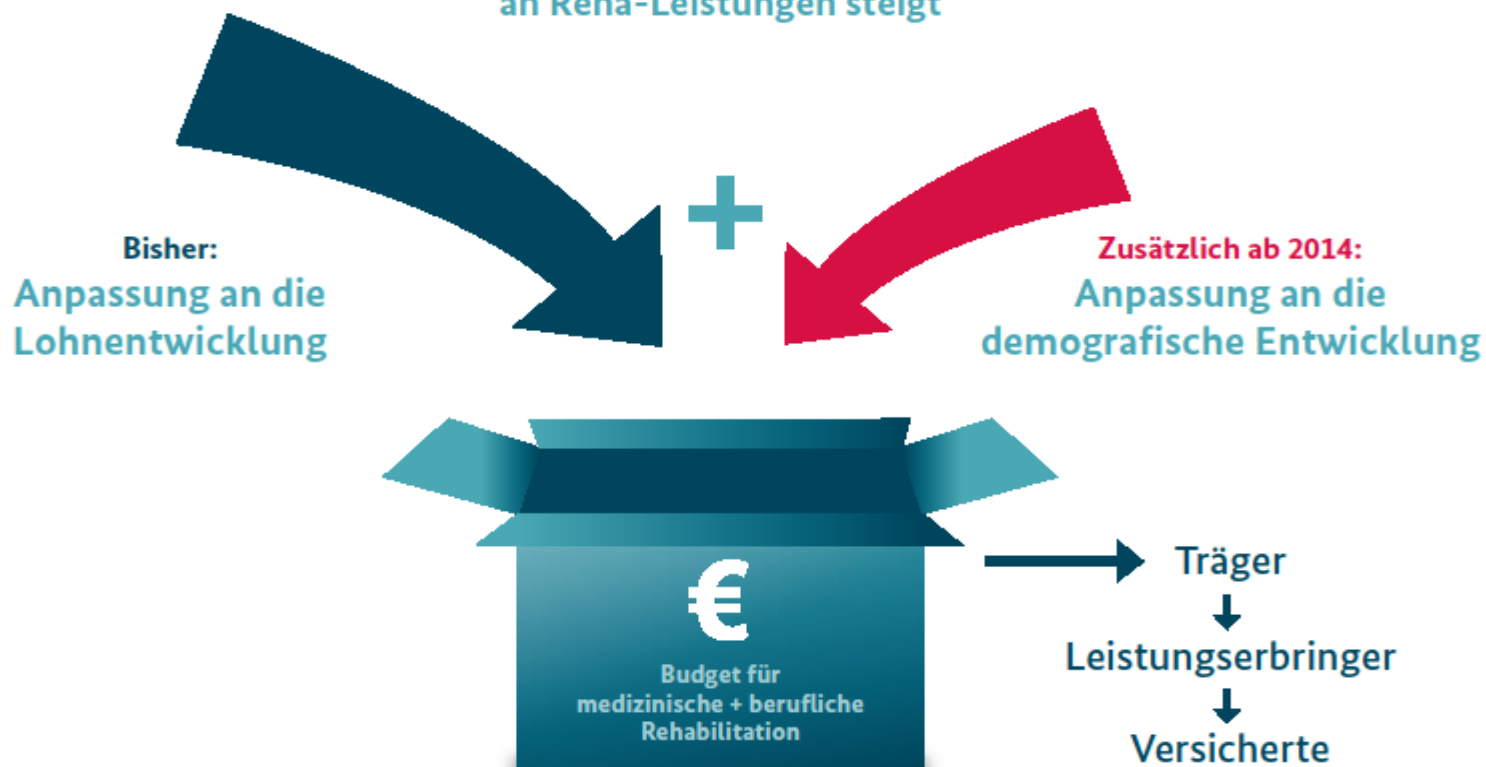 an Reha-Leistungen steigt
+
Bisher:
Anpassung an die
Lohnentwicklung
Zusätzlich ab 2014:
Anpassung an die
demografische Entwicklung
€
Budget für
medizinische + berufliche
Rehabilitation
Träger
Leistungserbringer
Versicherte